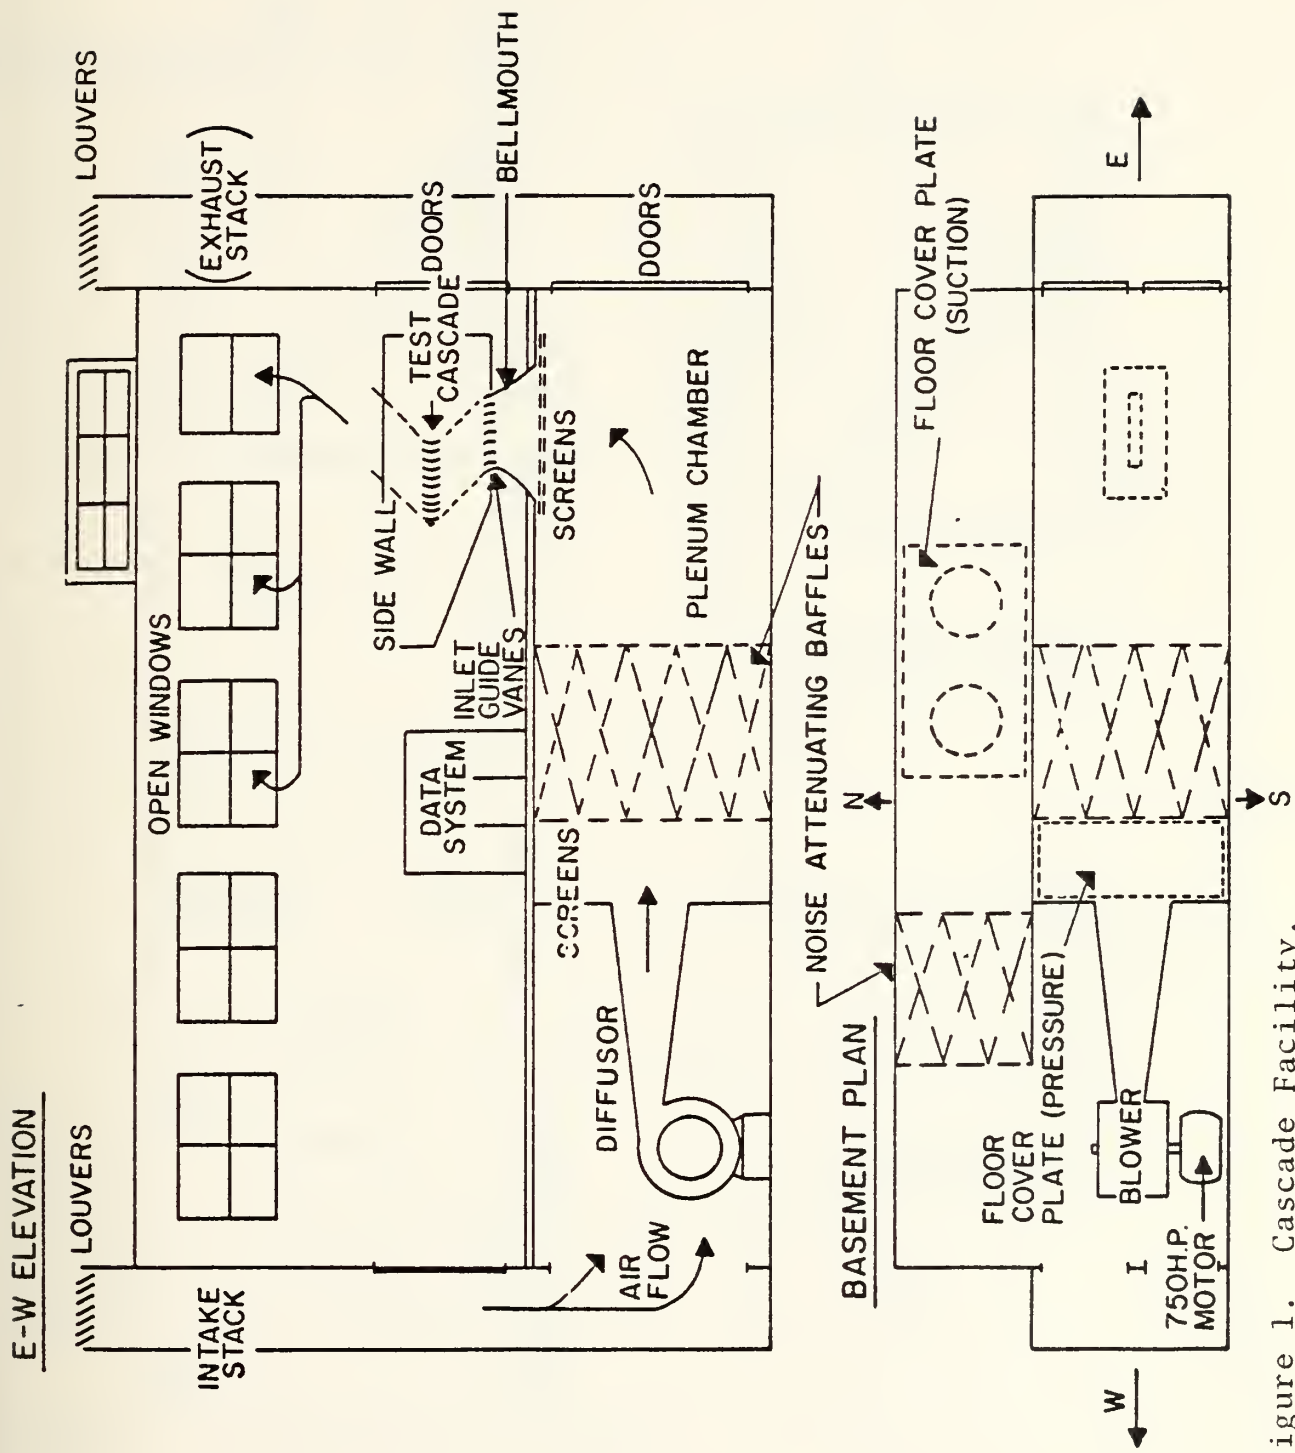 E-W ELEVATION
LOUVERS
INTAKE
STACK
OPEN WINDOWS
LOUVERS
(EXHAUST
STACK)
SIDE WALL
TEST
CASCADE
DOORS
BELLMOUTH
DATA
SYSTEM
INLET
GUIDE
VANES
SCREENS
SCREENS
DIFFUSOR
AIR
FLOW
PLENUM CHAMBER
DOORS
NOISE ATTENUATING BAFFLES
BASEMENT PLAN
N
FLOOR COVER PLATE
(SUCTION)
E
FLOOR
COVER
PLATE (PRESSURE)
BLOWER
750H.P.
MOTOR
W
S
igure 1. Cascade Facility.